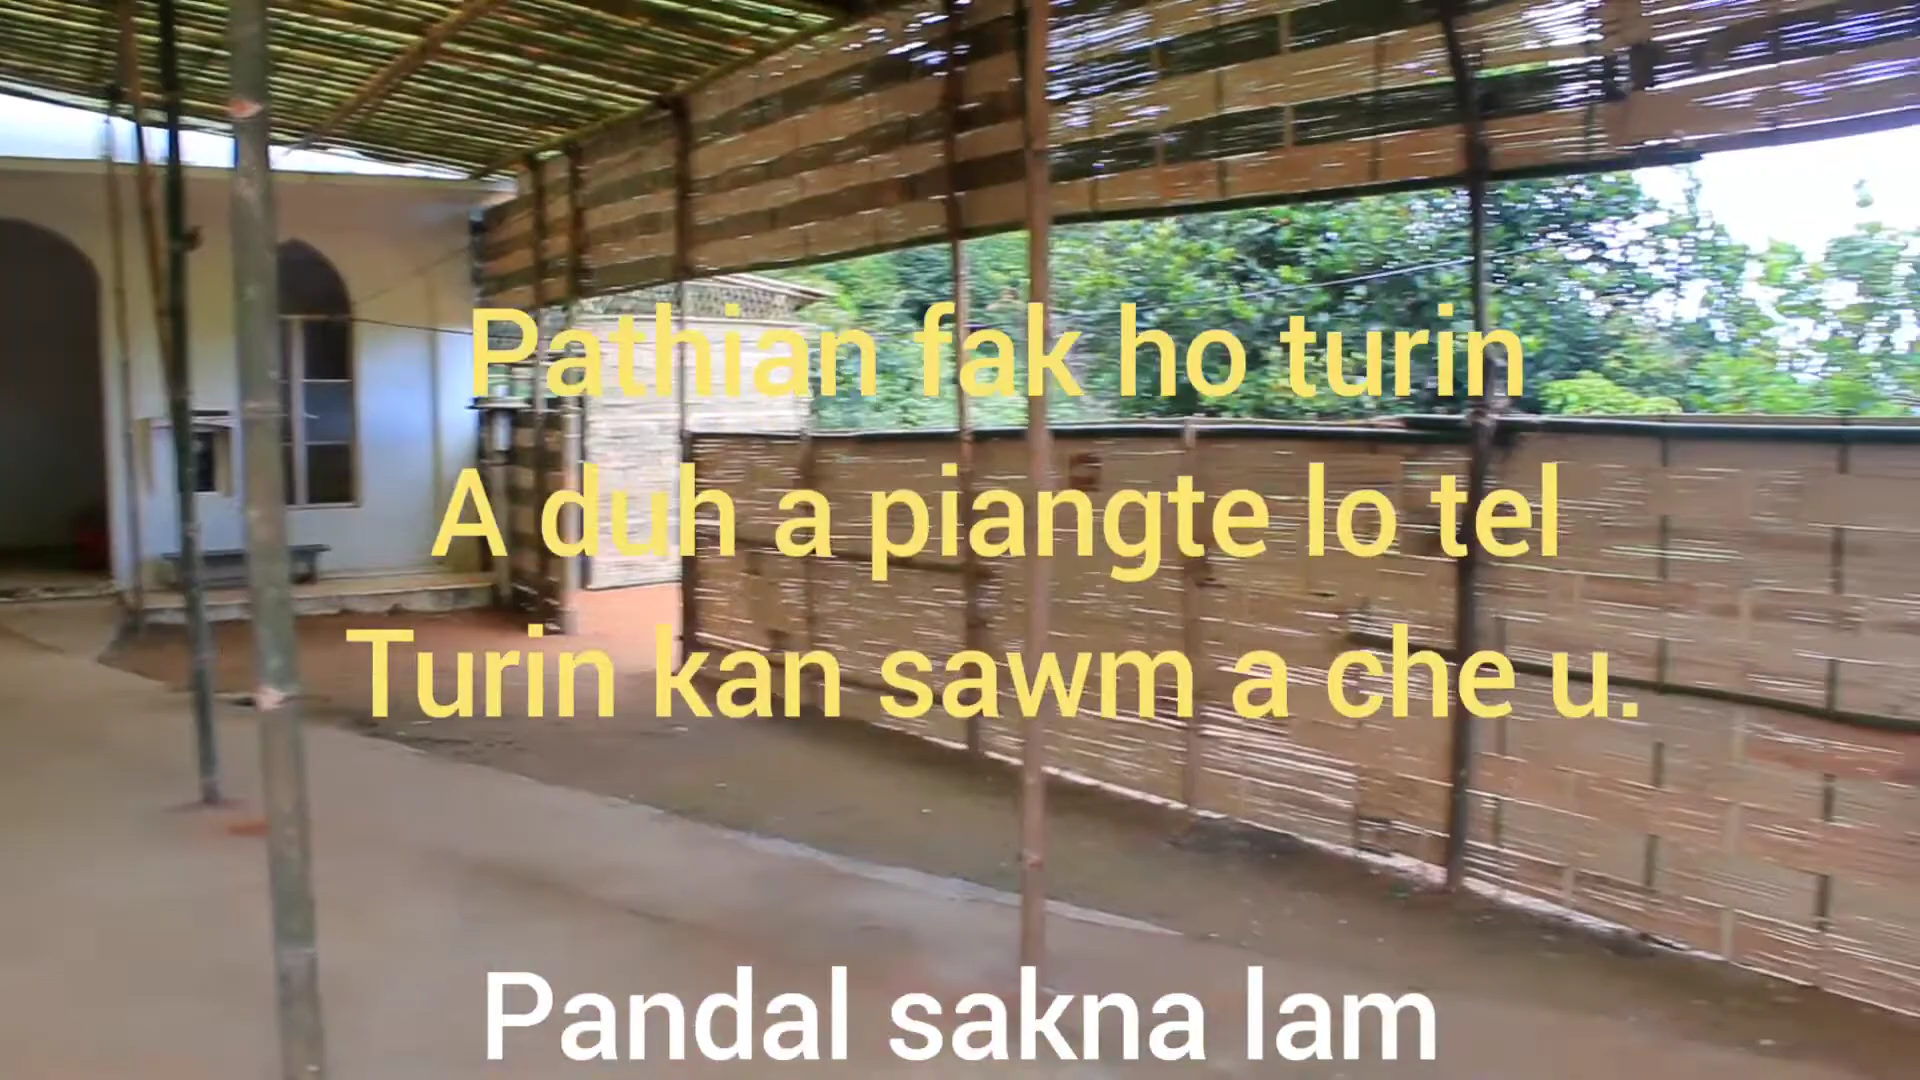 Pathian fak ho turin
A duh a piangte lo tel
Turin kan sawm a che u.
Pandal sakna lam